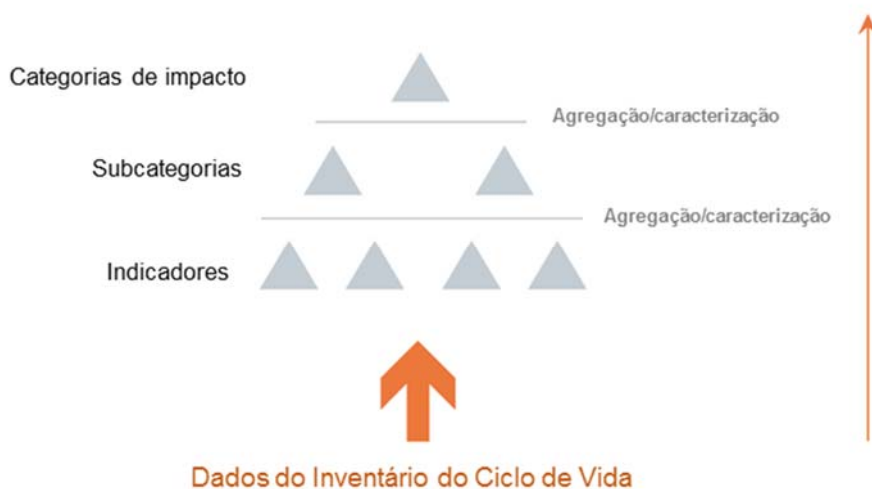 Categorias de impacto
Agregação/caracterização
Subcategorias
Agregação/caracterização
Indicadores
Dados do Inventário do Ciclo de Vida